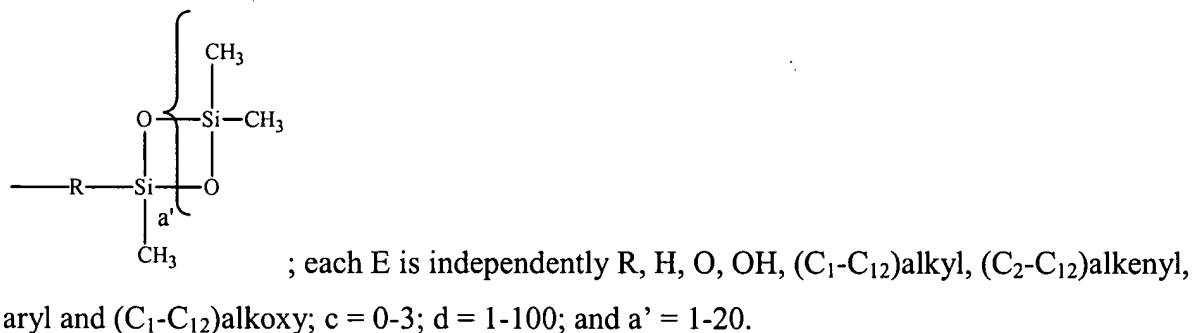 CH3
O Si CH3
R Si O
a'
CH3
; each E is independently R, H, O, OH, (C1-C12)alkyl, (C2-C12)alkenyl,
aryl and (C1-C12)alkoxy; c = 0-3; d = 1-100; and a’ = 1-20.